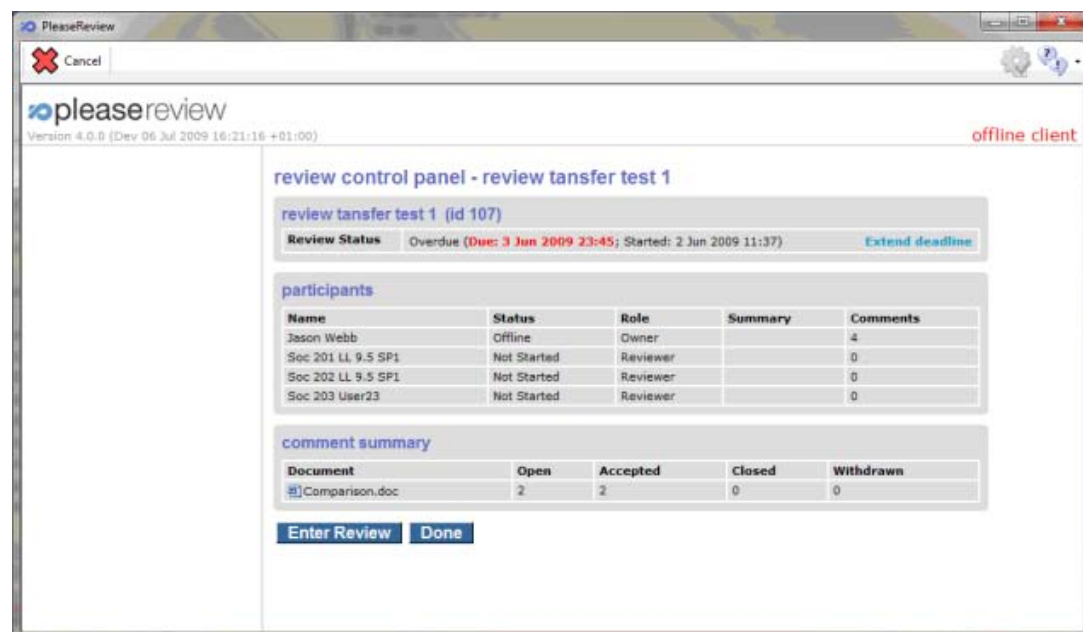 PleaseReview
Cancel
pleasereview
Version 4.0.0 (Dev 06 Jul 2009 16:21:16 +01:00)
offline client
review control panel - review tansfer test 1
review tansfer test 1 (id 107)
Review Status Overdue (Due: 3 Jun 2009 23:45; Started: 2 Jun 2009 11:37) Extend deadline
participants
Name Status Role Summary Comments
Jason Webb Offline Owner 4
Soc 201 LL 9.5 SP1 Not Started Reviewer 0
Soc 202 LL 9.5 SP1 Not Started Reviewer 0
Soc 203 User23 Not Started Reviewer 0
comment summary
Document Open Accepted Closed Withdrawn
Comparison.doc 2 2 0 0
Enter Review Done